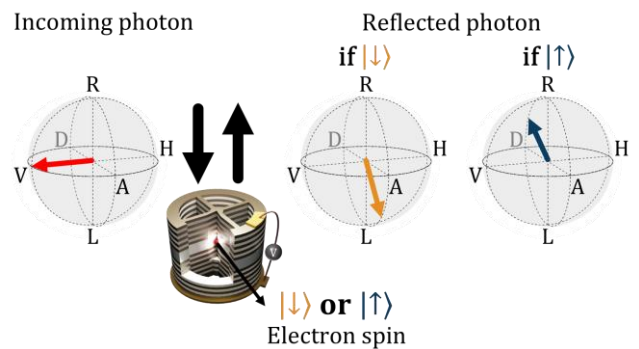 Incoming photon
Reflected photon
if |↓⟩
if |↑⟩
R
D
H
V
A
L
R
D
H
V
A
L
R
D
H
V
A
L
V
|↓⟩ or |↑⟩
Electron spin